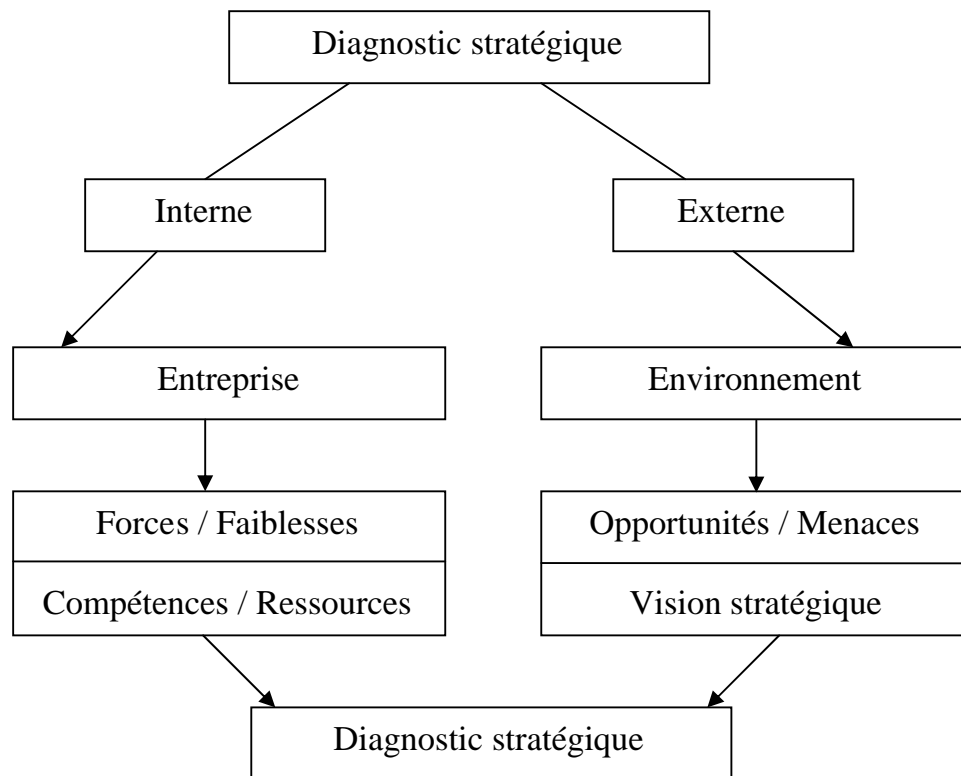 Diagnostic stratégique
Interne
Externe
Entreprise
Environnement
Forces / Faiblesses
Opportunités / Menaces
Compétences / Ressources
Vision stratégique
Diagnostic stratégique